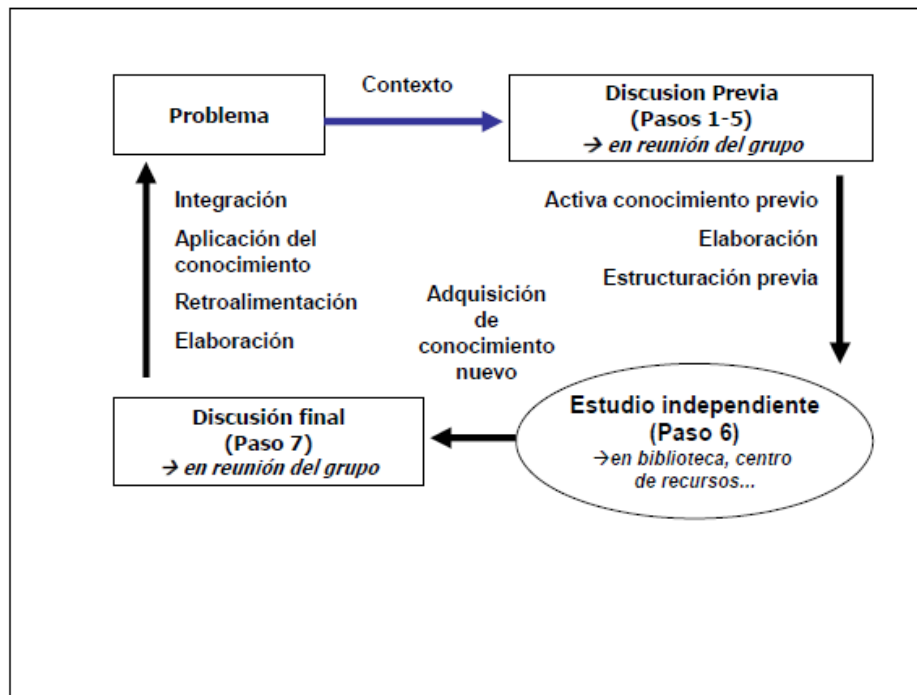 Problema
Contexto
Discusion Previa
(Pasos 1-5)
→ en reunión del grupo
Activa conocimiento previo
Elaboración
Estructuración previa
Estudio independiente
(Paso 6)
→en biblioteca, centro
de recursos...
Adquisición
de
conocimiento
nuevo
Discusión final
(Paso 7)
→ en reunión del grupo
Integración
Aplicación del
conocimiento
Retroalimentación
Elaboración